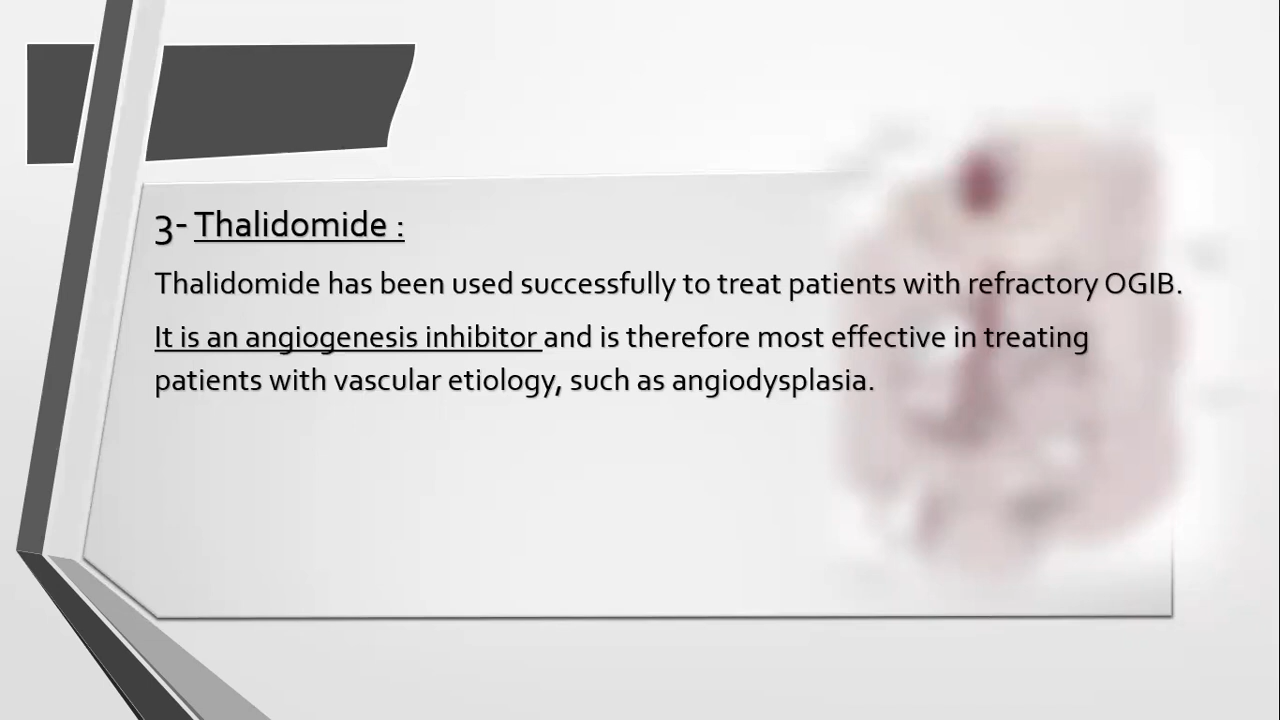 3- Thalidomide :
Thalidomide has been used successfully to treat patients with refractory OGIB.
It is an angiogenesis inhibitor and is therefore most effective in treating
patients with vascular etiology, such as angiodysplasia.